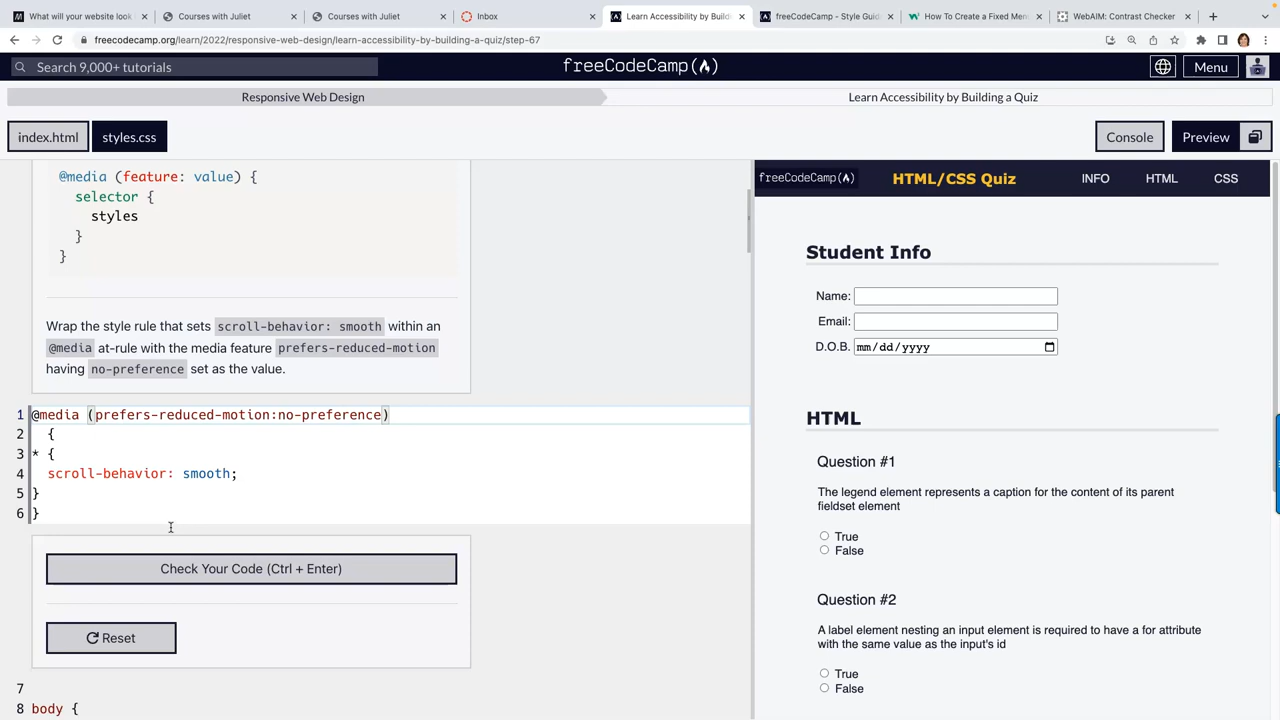 What will your website look
Courses with Juliet
Courses with Juliet
Inbox
Learn Accessibility by Build
freeCodeCamp - Style Guid
How To Create a Fixed Men
WebAIM: Contrast Checker
freecodecamp.org/learn/2022/responsive-web-design/learn-accessibility-by-building-a-quiz/step-67
Search 9,000+ tutorials
freeCodeCamp
Menu
Responsive Web Design
Learn Accessibility by Building a Quiz
index.html
styles.css
Console
Preview
@media (feature: value) {
selector {
styles
}
}
Wrap the style rule that sets scroll-behavior: smooth within an
@media at-rule with the media feature prefers-reduced-motion
having no-preference set as the value.
1 @media (prefers-reduced-motion:no-preference)
2 {
3 * {
4 scroll-behavior: smooth;
5 }
6 }
Check Your Code (Ctrl + Enter)
Reset
7
8 body {
freeCodeCamp
HTML/CSS Quiz
INFO
HTML
CSS
Student Info
Name:
Email:
D.O.B. mm/dd/yyyy
HTML
Question #1
The legend element represents a caption for the content of its parent
fieldset element
True
False
Question #2
A label element nesting an input element is required to have a for attribute
with the same value as the input's id
True
False